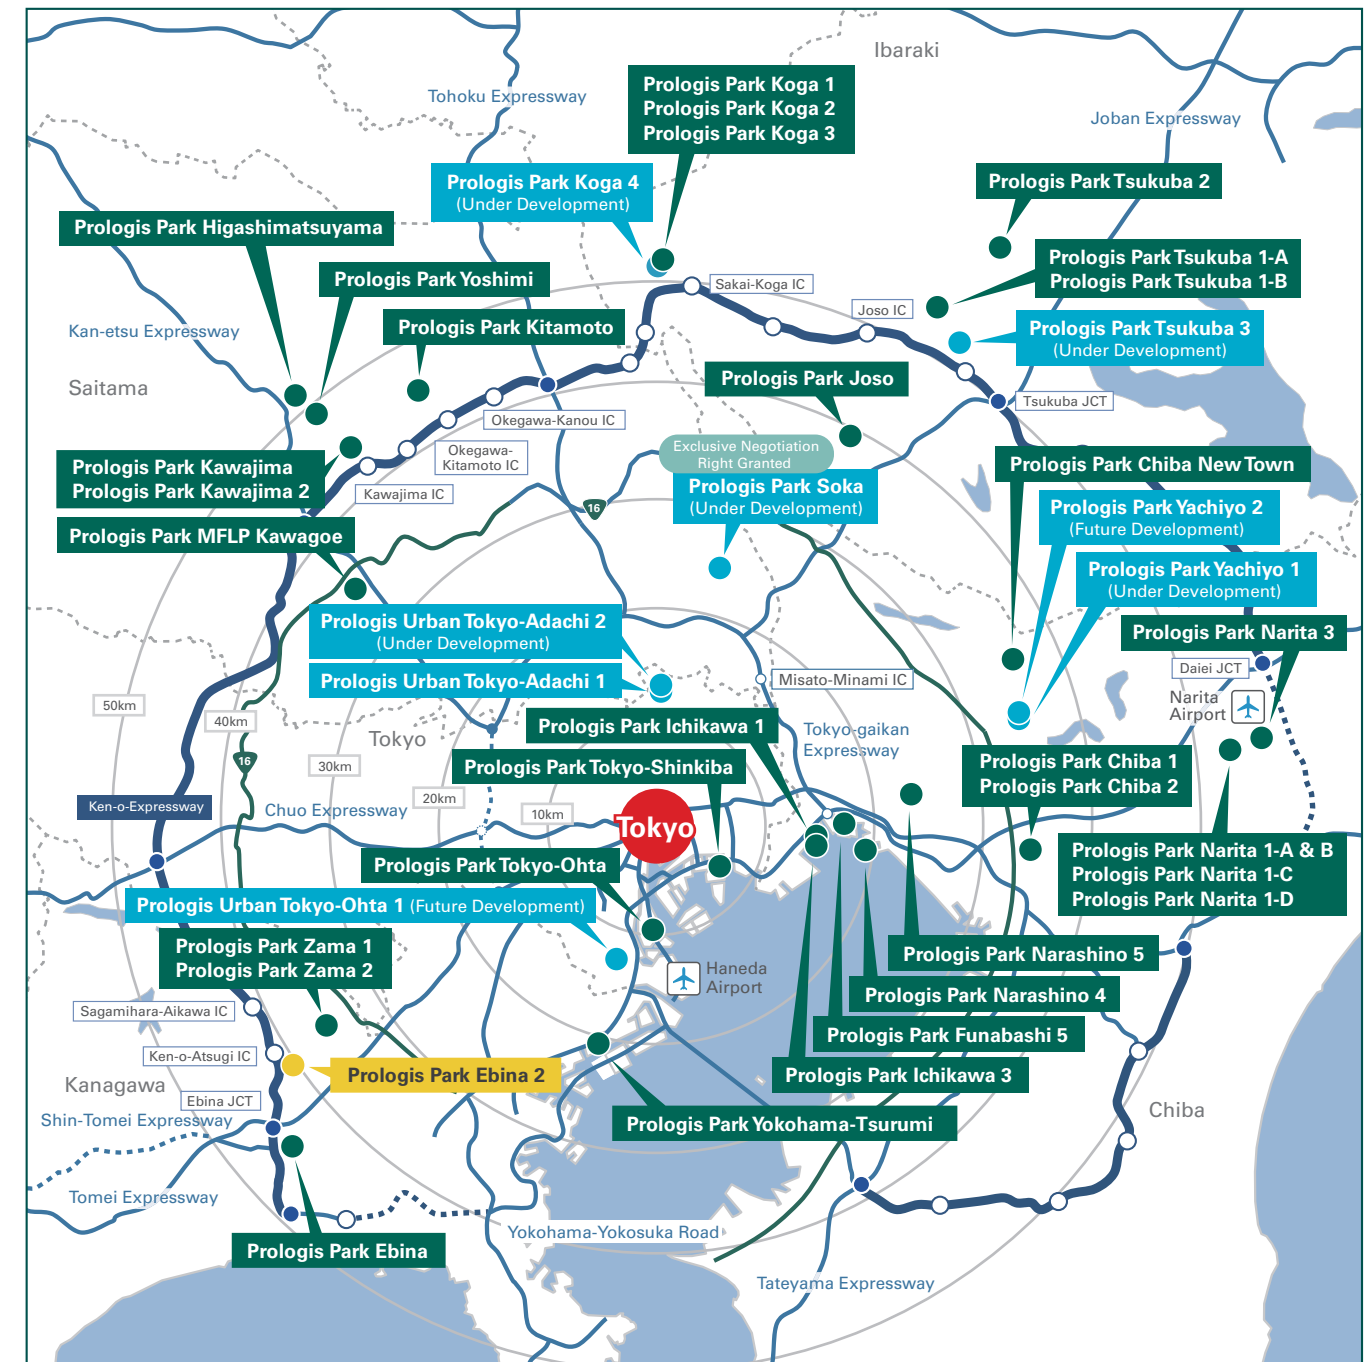 Ibaraki
Tohoku Expressway
Prologis Park Koga 1
Prologis Park Koga 2
Prologis Park Koga 3
Joban Expressway
Prologis Park Koga 4
(Under Development)
Prologis Park Tsukuba 2
Prologis Park Higashimatsuyama
Prologis Park Tsukuba 1-A
Prologis Park Tsukuba 1-B
Prologis Park Yoshimi
Sakai-Koga IC
Joso IC
Kan-etsu Expressway
Prologis Park Kitamoto
Prologis Park Tsukuba 3
(Under Development)
Saitama
Prologis Park Joso
Tsukuba JCT
Okegawa-Kanou IC
Okegawa-
Kitamoto IC
Exclusive Negotiation
Right Granted
Prologis Park Kawajima
Prologis Park Kawajima 2
Kawajima IC
Prologis Park Soka
(Under Development)
Prologis Park Chiba New Town
16
Prologis Park Yachiyo 2
(Future Development)
Prologis Park MFLP Kawagoe
Prologis Park Yachiyo 1
(Under Development)
Prologis Urban Tokyo-Adachi 2
(Under Development)
Prologis Park Narita 3
Prologis Urban Tokyo-Adachi 1
Misato-Minami IC
Daiei JCT
Narita
Airport
50km
40km
Tokyo
Prologis Park Ichikawa 1
Tokyo-gaikan
Expressway
16
30km
Prologis Park Tokyo-Shinkiba
Prologis Park Chiba 1
Prologis Park Chiba 2
20km
Ken-o-Expressway
Chuo Expressway
10km
Tokyo
Prologis Park Tokyo-Ohta
Prologis Park Narita 1-A & B
Prologis Park Narita 1-C
Prologis Park Narita 1-D
Prologis Urban Tokyo-Ohta 1 (Future Development)
Prologis Park Zama 1
Prologis Park Zama 2
Prologis Park Narashino 5
Haneda
Airport
Prologis Park Narashino 4
Sagamihara-Aikawa IC
Prologis Park Funabashi 5
Ken-o-Atsugi IC
Prologis Park Ebina 2
Prologis Park Ichikawa 3
Kanagawa
Ebina JCT
Chiba
Shin-Tomei Expressway
Prologis Park Yokohama-Tsurumi
Tomei Expressway
Yokohama-Yokosuka Road
Prologis Park Ebina
Tateyama Expressway